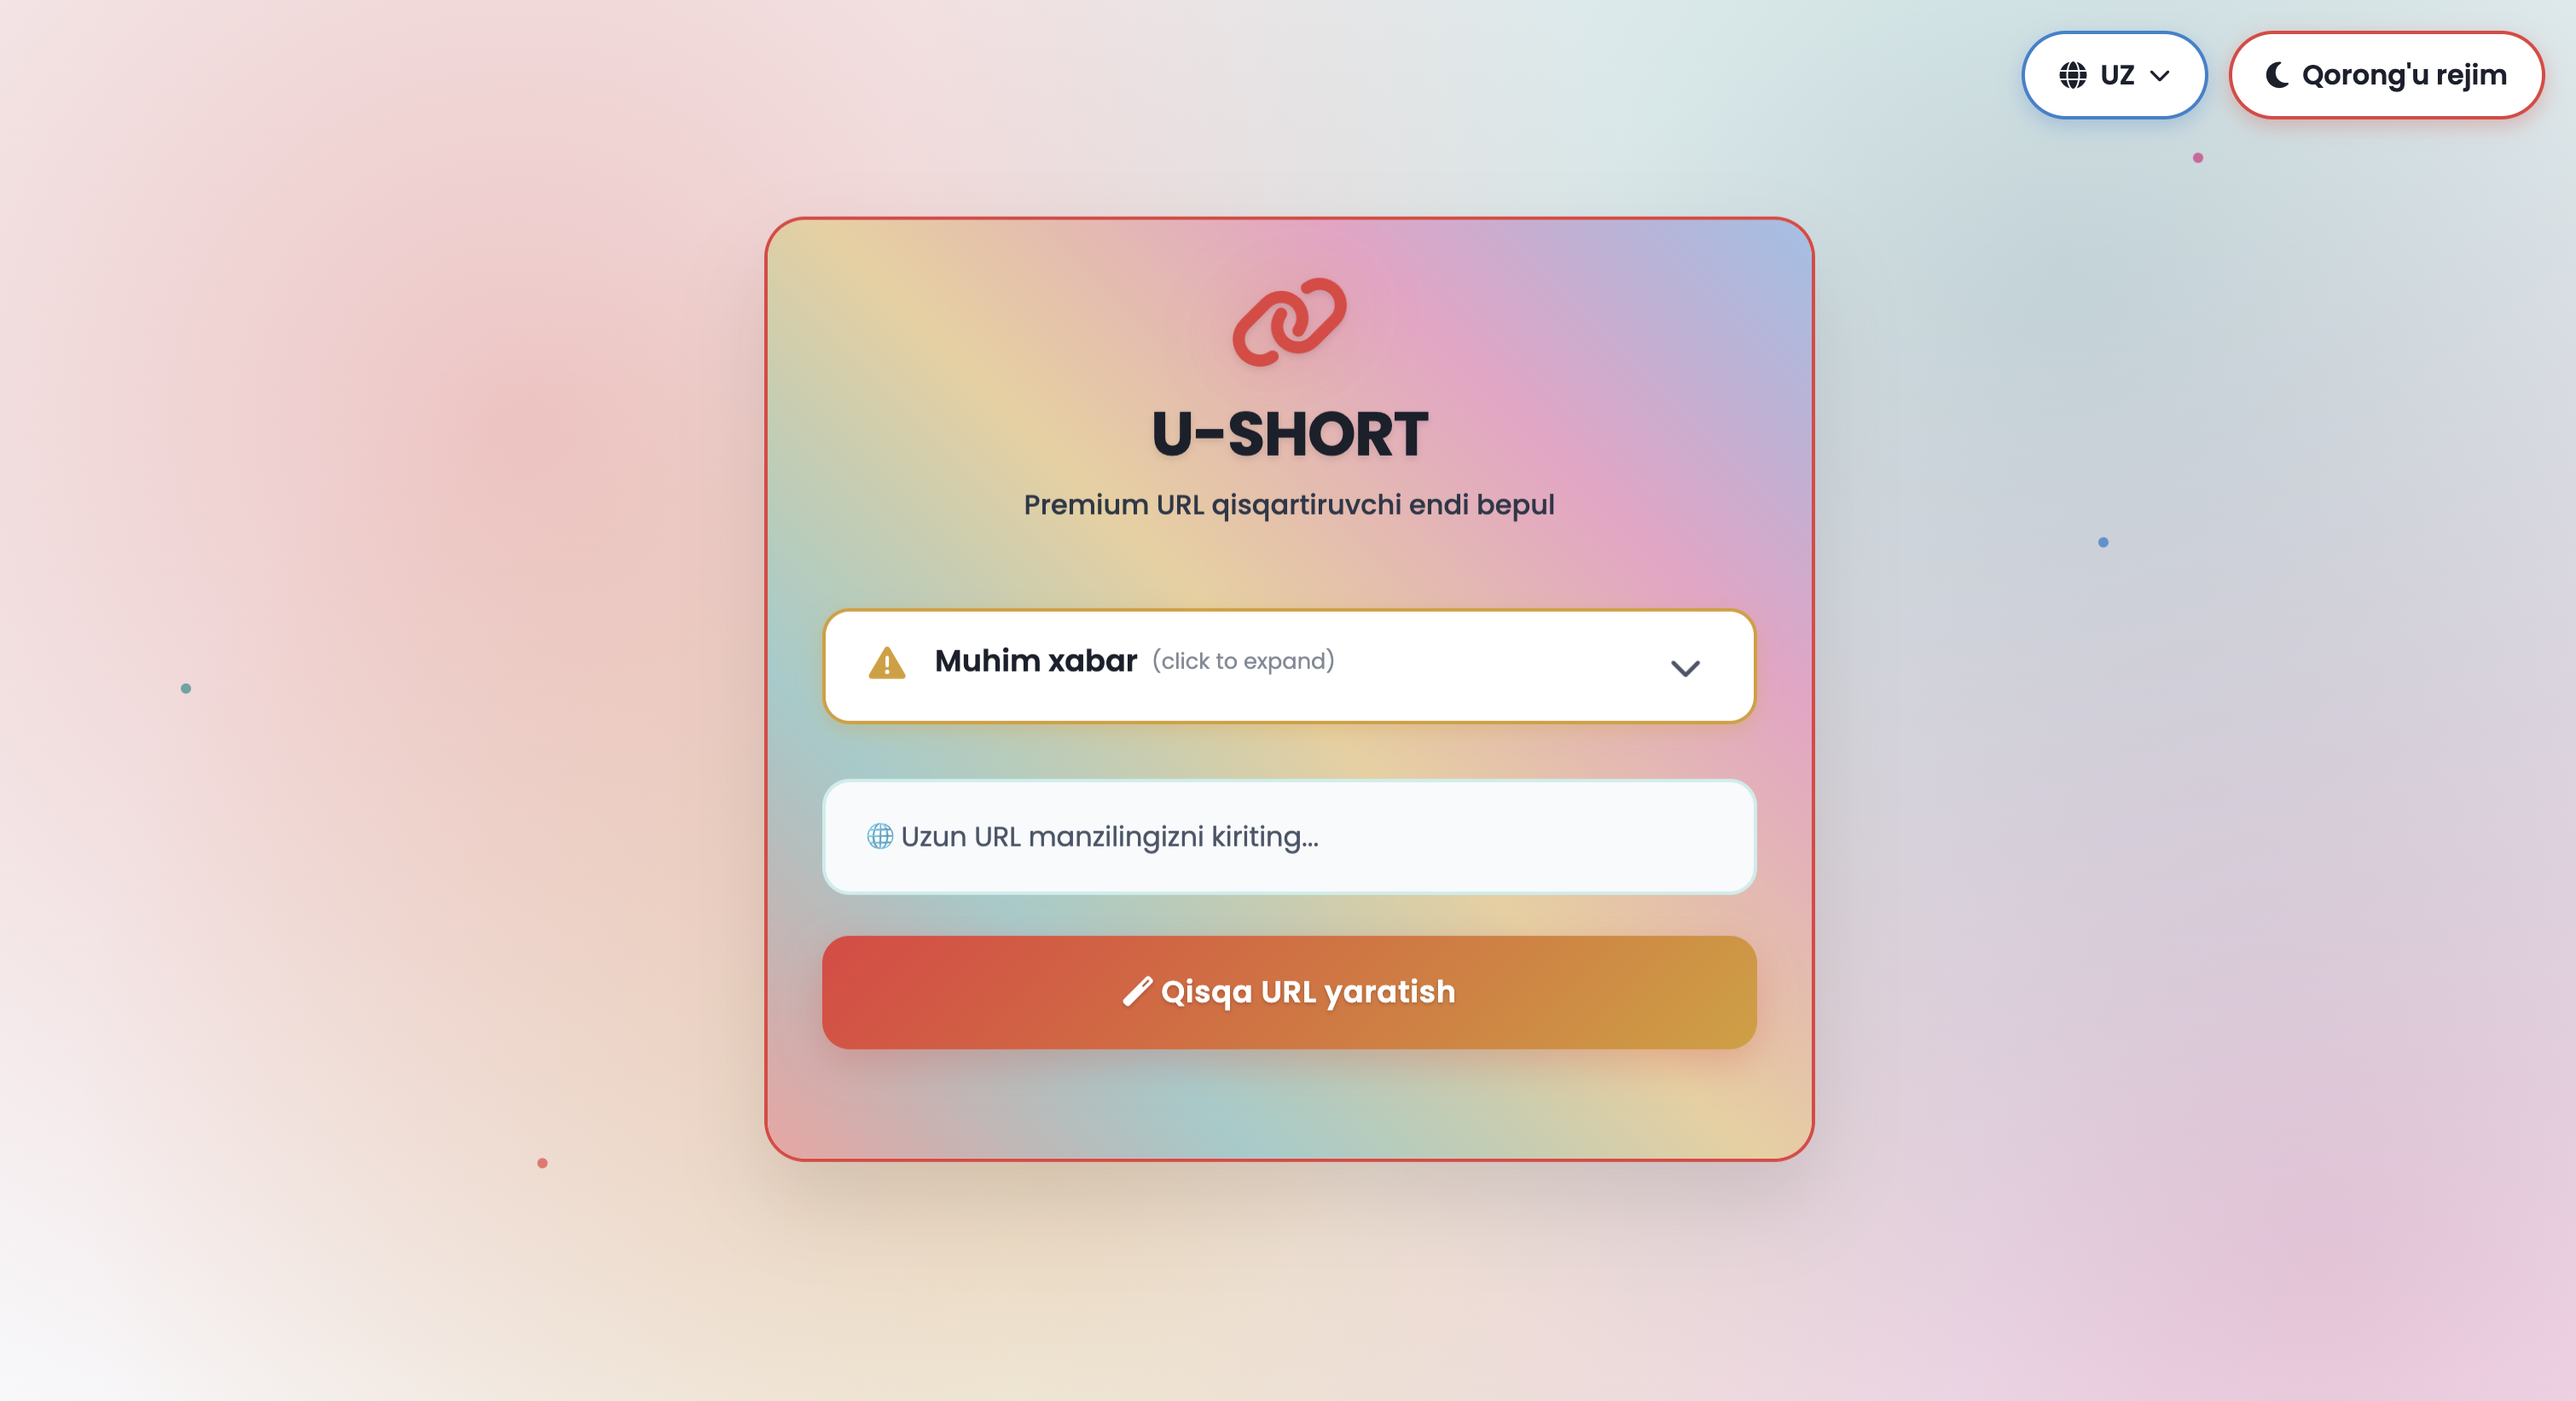 UZ
Qorong'u rejim
U-SHORT
Premium URL qisqartiruvchi endi bepul
Muhim xabar (click to expand)
Uzun URL manzilingizni kiriting...
Qisqa URL yaratish